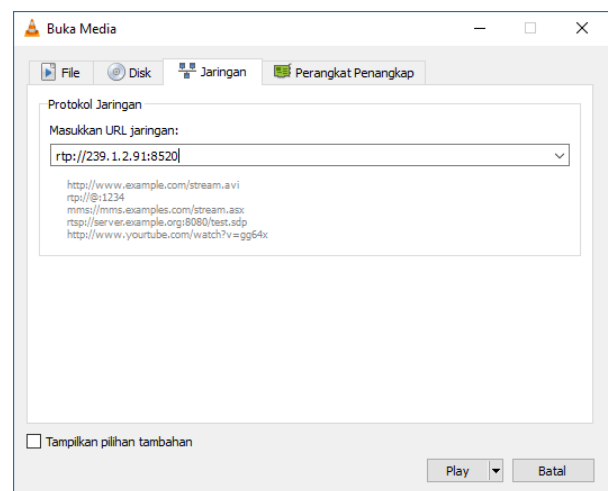 Buka Media
File Disk Jaringan Perangkat Penangkap
Protokol Jaringan
Masukkan URL jaringan:
rtp://239.1.2.91:8520
http://www.example.com/stream.avi
rtp://@:1234
mms://mms.examples.com/stream.asx
rtsp://server.example.org:8080/test.sdp
http://www.yourtube.com/watch?v=gg64x
Tampilkan pilihan tambahan
Play Batal